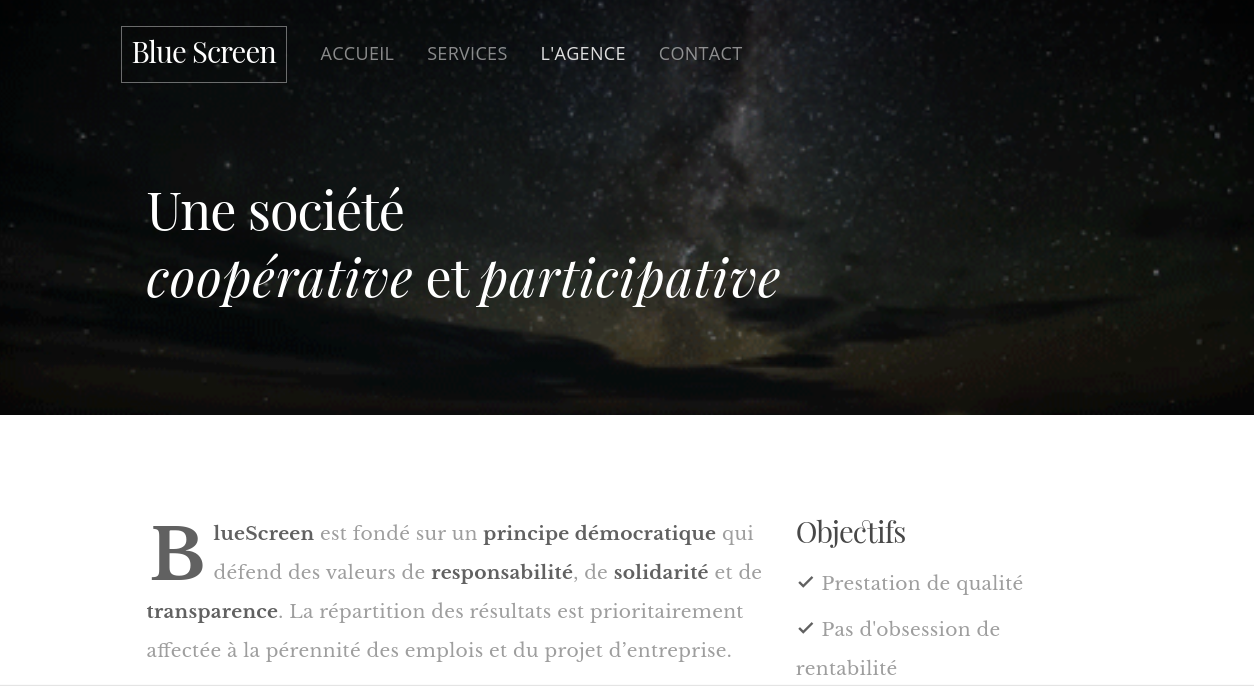 Blue Screen
ACCUEIL
SERVICES
L'AGENCE
CONTACT
Une société
coopérative et participative
BlueScreen est fondé sur un principe démocratique qui
défend des valeurs de responsabilité, de solidarité et de
transparence. La répartition des résultats est prioritairement
affectée à la pérennité des emplois et du projet d’entreprise.
Objectifs
Prestation de qualité
Pas d'obsession de
rentabilité